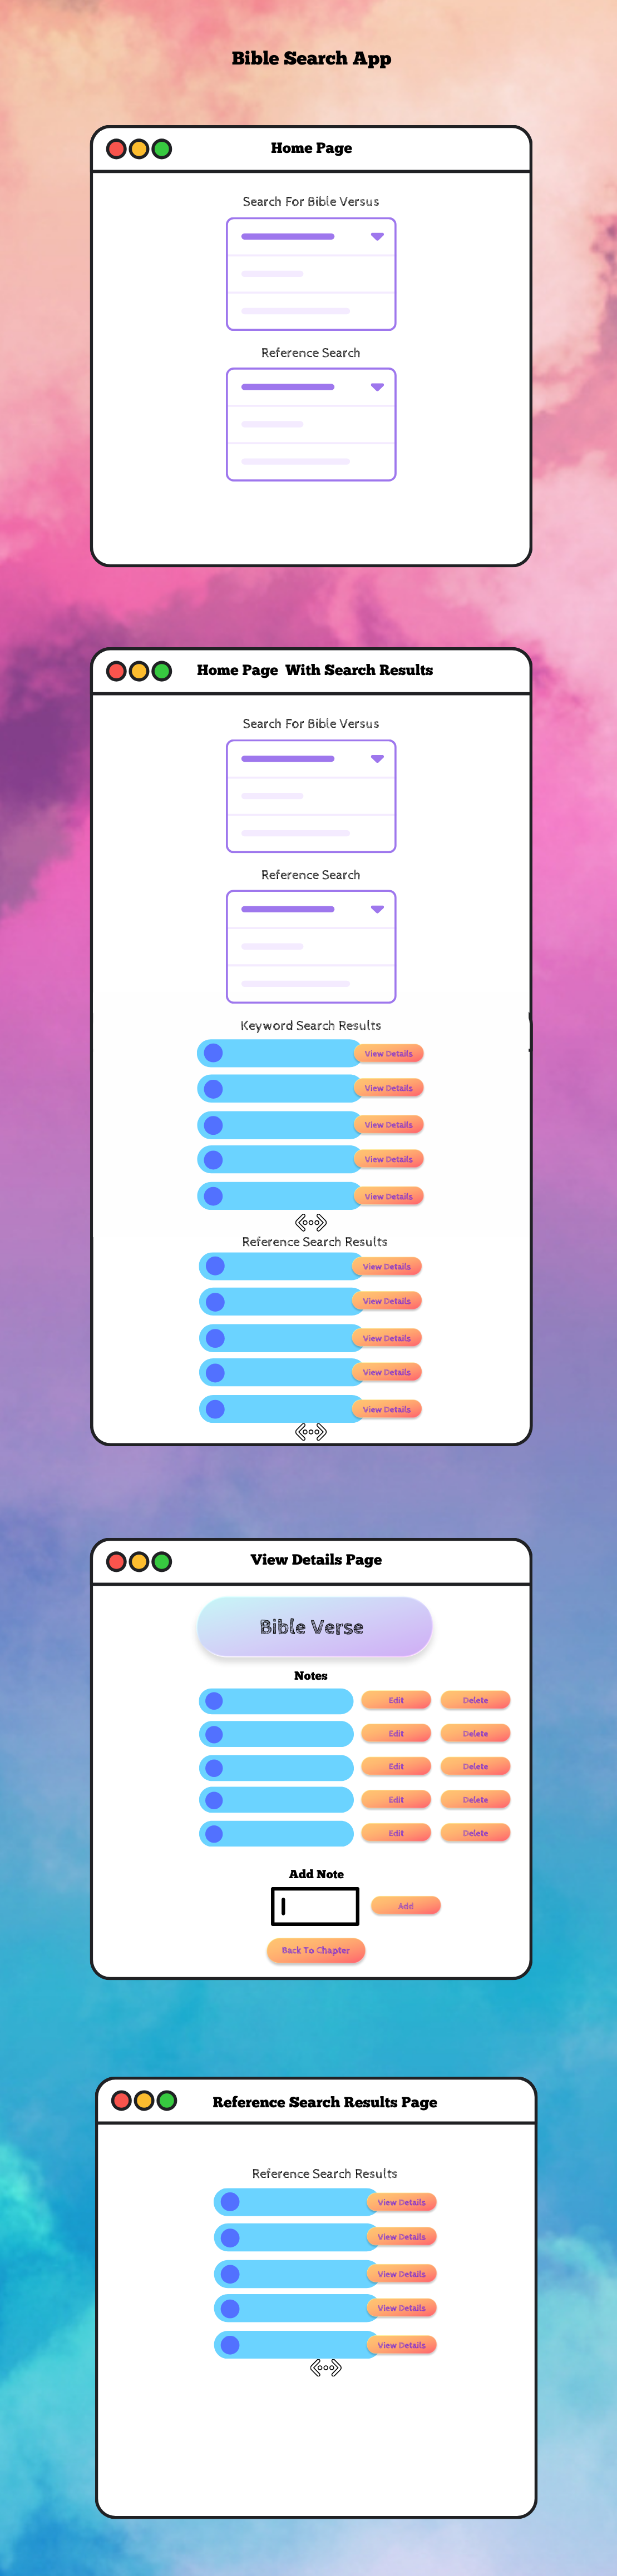 Bible Search App
Home Page
Search For Bible Versus
Reference Search
Home Page With Search Results
Search For Bible Versus
Reference Search
Keyword Search Results
View Details
View Details
View Details
View Details
View Details
Reference Search Results
View Details
View Details
View Details
View Details
View Details
View Details Page
Bible Verse
Notes
Edit Delete
Edit Delete
Edit Delete
Edit Delete
Edit Delete
Add Note
Add
Back To Chapter
Reference Search Results Page
Reference Search Results
View Details
View Details
View Details
View Details
View Details